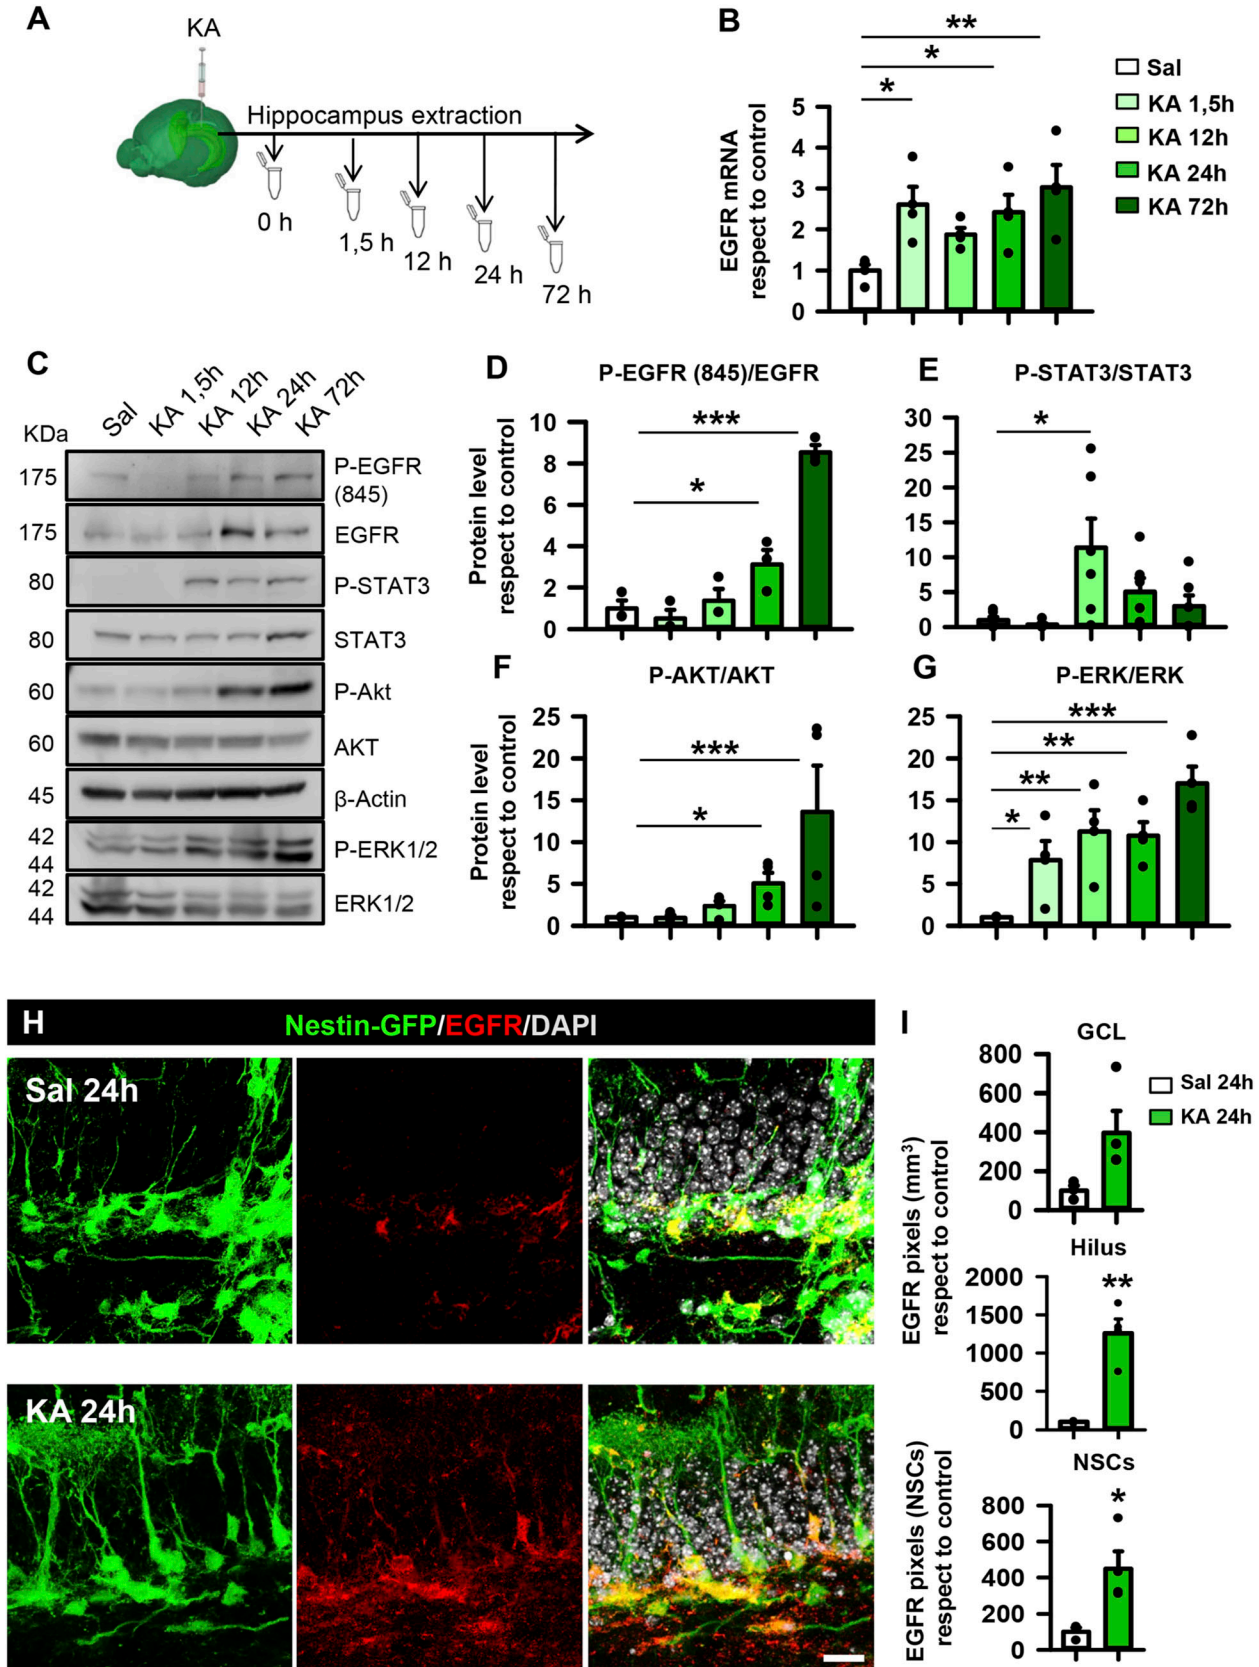 A
KA
Hippocampus extraction
0 h
1,5 h
12 h
24 h
72 h
B
**
*
*
EGFR mRNA
respect to control
5
4
3
2
1
0
Sal
KA 1,5h
KA 12h
KA 24h
KA 72h
C
Sal
KA 1,5h
KA 12h
KA 24h
KA 72h
KDa
175
P-EGFR
(845)
175
EGFR
80
P-STAT3
80
STAT3
60
P-Akt
60
AKT
45
β-Actin
42
44
P-ERK1/2
42
44
ERK1/2
D
P-EGFR (845)/EGFR
***
*
Protein level
respect to control
10
8
6
4
2
0
E
P-STAT3/STAT3
*
30
25
20
15
10
5
0
F
P-AKT/AKT
***
*
Protein level
respect to control
25
20
15
10
5
0
G
P-ERK/ERK
***
**
**
*
25
20
15
10
5
0
H
Nestin-GFP/EGFR/DAPI
Sal 24h
KA 24h
I
GCL
800
600
400
200
0
Sal 24h
KA 24h
EGFR pixels (mm³)
respect to control
Hilus
**
2000
1500
1000
500
0
NSCs
*
EGFR pixels (NSCs)
respect to control
800
600
400
200
0